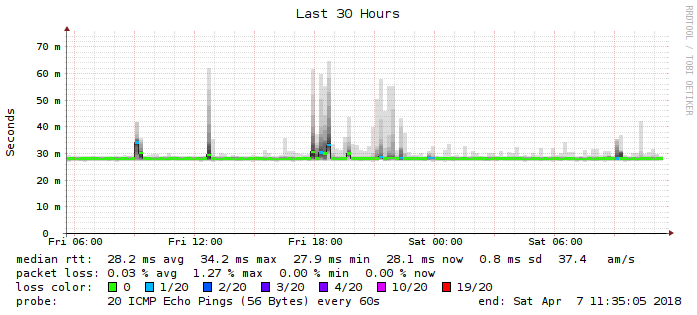 Last 30 Hours
RRDTOOL / TOBI OETIKER
Seconds
70 m
60 m
50 m
40 m
30 m
20 m
10 m
0
Fri 06:00 Fri 12:00 Fri 18:00 Sat 00:00 Sat 06:00
median rtt: 28.2 ms avg 34.2 ms max 27.9 ms min 28.1 ms now 0.8 ms sd 37.4 am/s
packet loss: 0.03 % avg 1.27 % max 0.00 % min 0.00 % now
loss color: 0 1/20 2/20 3/20 4/20 10/20 19/20
probe: 20 ICMP Echo Pings (56 Bytes) every 60s end: Sat Apr 7 11:35:05 2018